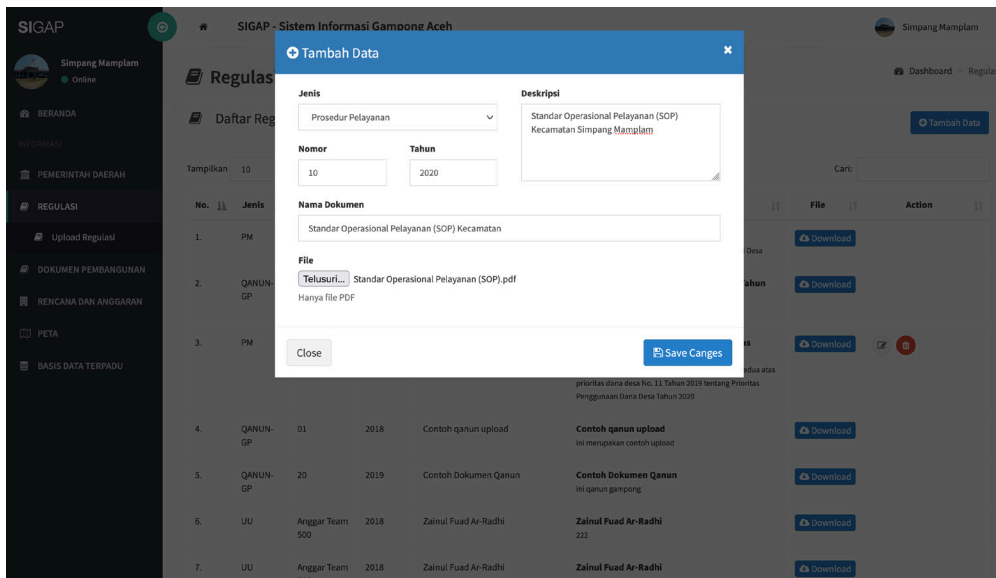 SIGAP
SIGAP - Sistem Informasi Gampong Aceh
Simpang Mamplam
Simpang Mamplam
Online
BERANDA
INFORMASI
PEMERINTAH DAERAH
REGULASI
Upload Regulasi
DOKUMEN PEMBANGUNAN
RENCANA DAN ANGGARAN
PETA
BASIS DATA TERPADU
Regulas
Dashboard > Regulas
Daftar Reg
Tambah Data
Tampilkan 10
Cari:
No. Jenis File Action
Tambah Data
Jenis
Prosedur Pelayanan
Deskripsi
Standar Operasional Pelayanan (SOP)
Kecamatan Simpang Mamplam
Nomor Tahun
10 2020
Nama Dokumen
Standar Operasional Pelayanan (SOP) Kecamatan
File
Telusuri... Standar Operasional Pelayanan (SOP).pdf
Hanya file PDF
Close
Save Canges
1. PM Desa Download
2. QANUN-GP ahun Download
3. PM as Download
edua atas
prioritas dana desa No. 11 Tahun 2019 tentang Prioritas
Penggunaan Dana Desa Tahun 2020
4. QANUN- 01 2018 Contoh qanun upload Contoh qanun upload Download
GP Ini merupakan contoh upload
5. QANUN- 20 2019 Contoh Dokumen Qanun Contoh Dokumen Qanun Download
GP Ini qanun gampong
6. UU Anggar Team 2018 Zainul Fuad Ar-Radhi Zainul Fuad Ar-Radhi Download
500 222
7. UU Anggar Team 2018 Zainul Fuad Ar-Radhi Zainul Fuad Ar-Radhi Download